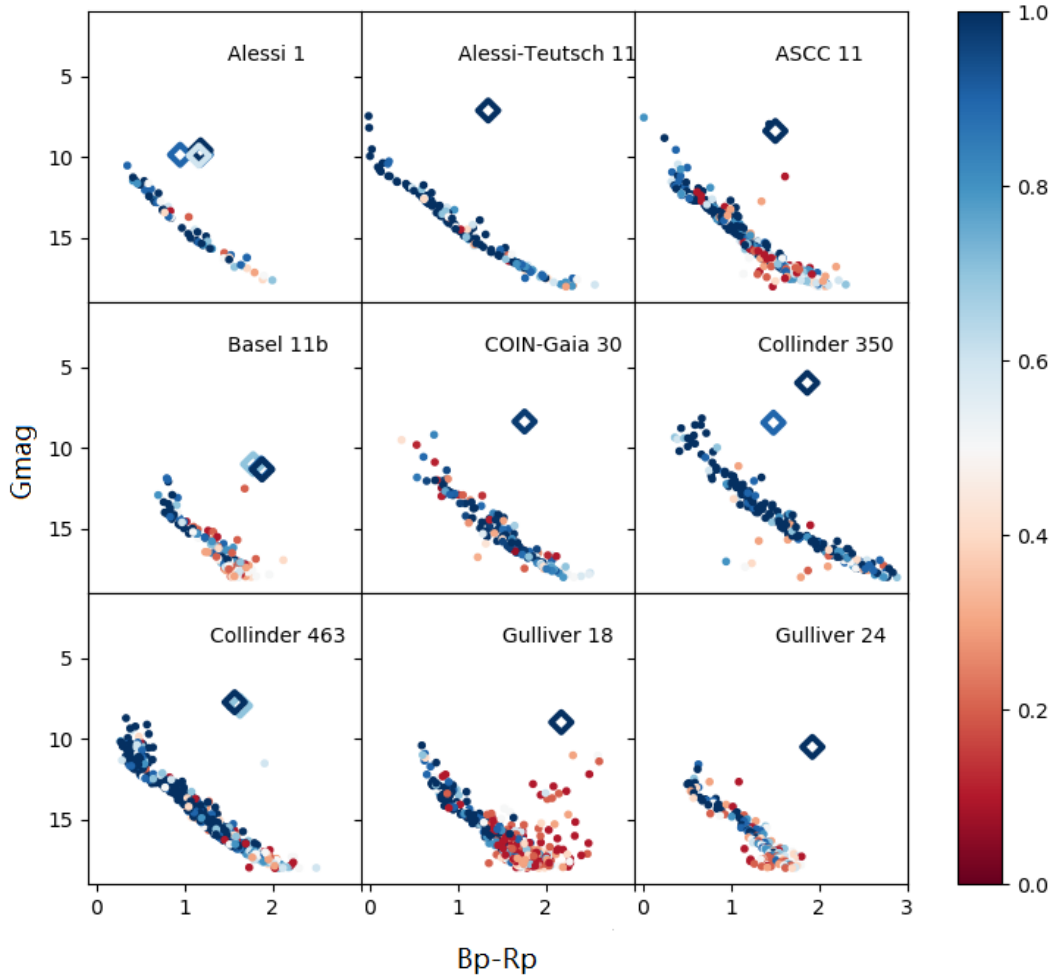 Alessi 1
Alessi-Teutsch 11
ASCC 11
5
10
15
Basel 11b
COIN-Gaia 30
Collinder 350
5
10
15
Gmag
Collinder 463
Gulliver 18
Gulliver 24
5
10
15
0 1 2 0 1 2 0 1 2 3
Bp-Rp
1.0
0.8
0.6
0.4
0.2
0.0